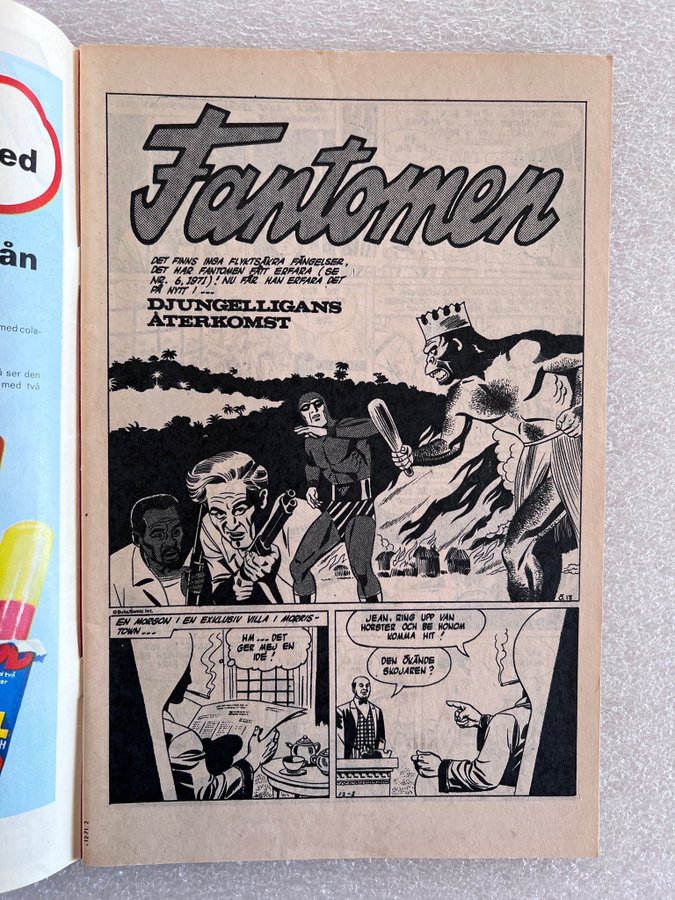 ed
ån
med cola-
å ser den
med två
Fantomen
DET FINNS INGA FLYKTSÄKRA FÄNGELSER,
DET HAR FANTOMEN FÅTT ERFARA (SE
NR. 6, 1971)! NU FÅR HAN ERFARA DET
PÅ NYTT I ...
DJUNGELLIGANS
ÅTERKOMST
©Bulls/Semic Int.
EN MORGON I EN EXKLUSIV VILLA I MORRIS-
TOWN...
HM ... DET
GER MEJ EN
IDÉ!
JEAN, RING UPP VAN
HORSTER OCH BE HONOM
KOMMA HIT!
DEN ÖKÄNDE
SKOJAREN?